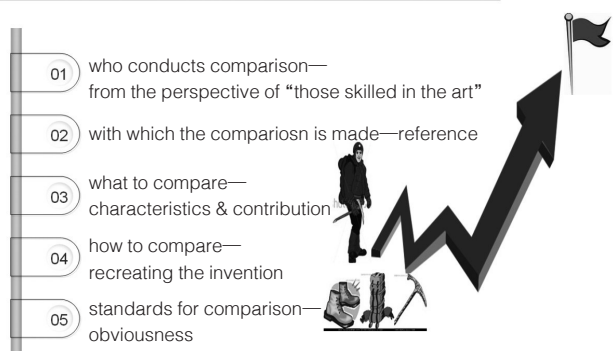 01
who conducts comparison—
from the perspective of “those skilled in the art”
02
with which the compariosn is made—reference
03
what to compare—
characteristics & contribution
04
how to compare—
recreating the invention
05
standards for comparison—
obviousness